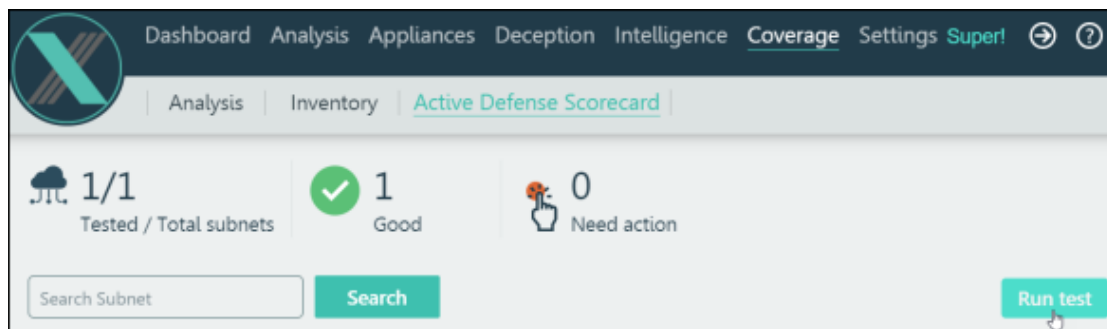 Dashboard Analysis Appliances Deception Intelligence Coverage Settings Super! ?
Analysis Inventory Active Defense Scorecard
1/1 1 0
Tested / Total subnets Good Need action
Search Subnet Search Run test